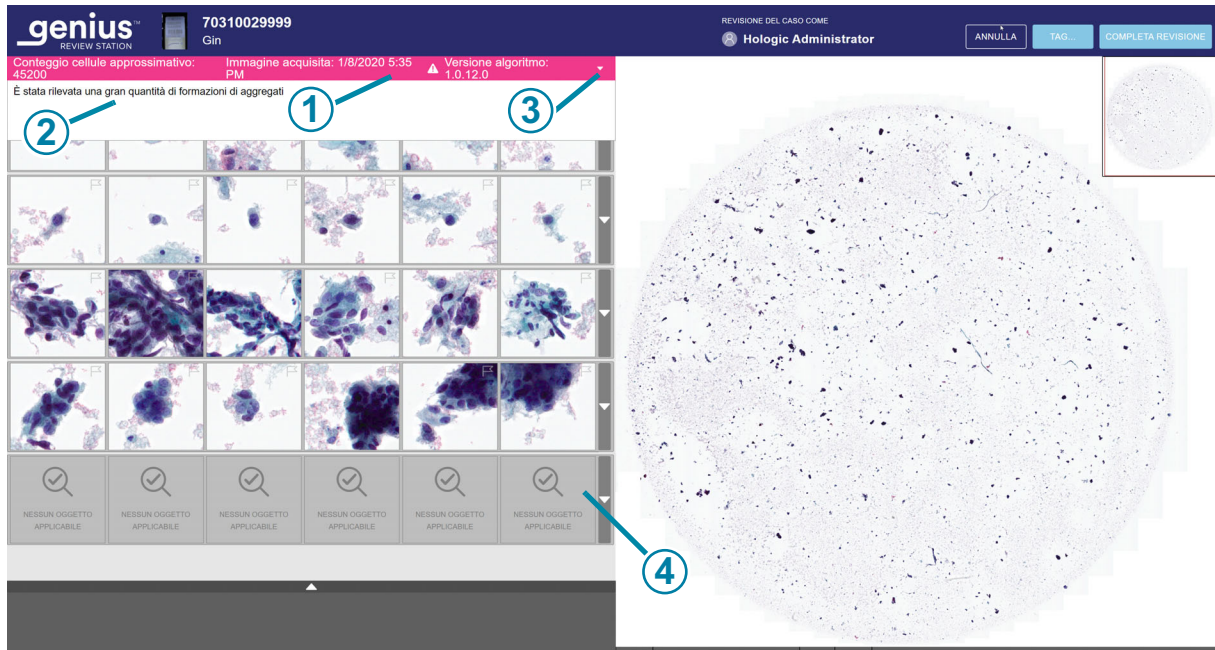 genius™
REVIEW STATION
70310029999
Gin
REVISIONE DEL CASO COME
Hologic Administrator
ANNULLA
TAG...
COMPLETA REVISIONE
Conteggio cellule approssimativo:
45200
Immagine acquisita: 1/8/2020 5:35
PM
Versione algoritmo:
1.0.12.0
È stata rilevata una gran quantità di formazioni di aggregati
1
2
3
NESSUN OGGETTO
APPLICABILE
NESSUN OGGETTO
APPLICABILE
NESSUN OGGETTO
APPLICABILE
NESSUN OGGETTO
APPLICABILE
NESSUN OGGETTO
APPLICABILE
NESSUN OGGETTO
APPLICABILE
4